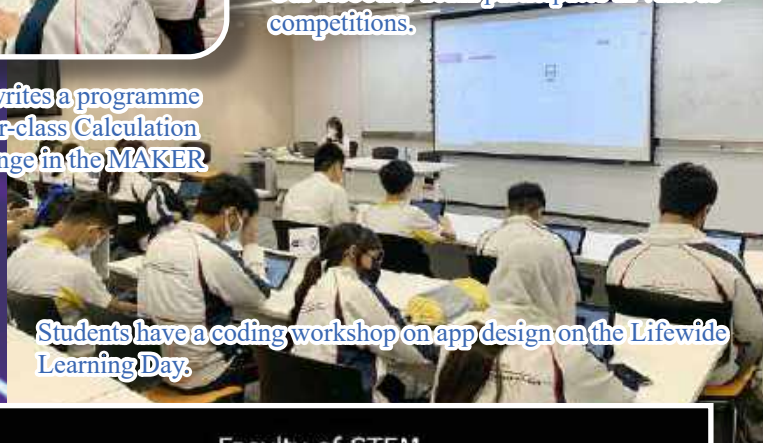 competitions.
writes a programme
r-class Calculation
nge in the MAKER
Students have a coding workshop on app design on the Lifewide
Learning Day.
Faculty of STEM